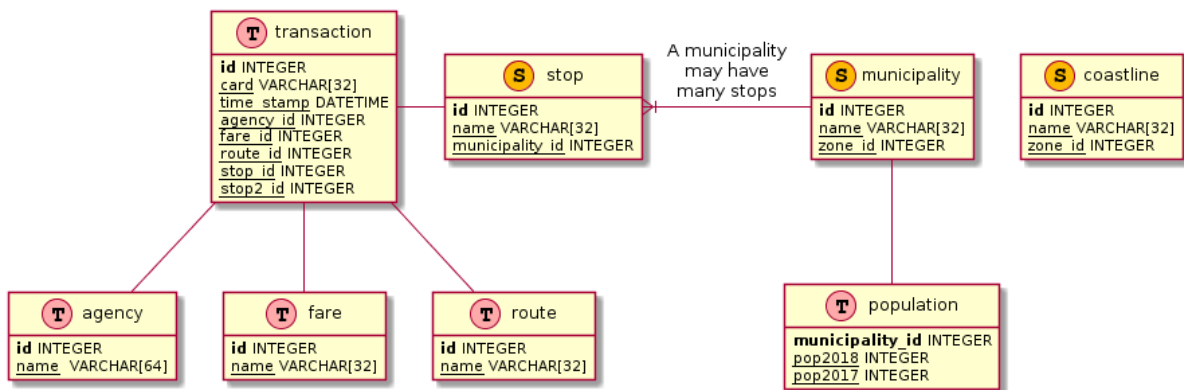 T transaction
id INTEGER
card VARCHAR[32]
time_stamp DATETIME
agency_id INTEGER
fare_id INTEGER
route_id INTEGER
stop_id INTEGER
stop2_id INTEGER
S stop
id INTEGER
name VARCHAR[32]
municipality_id INTEGER
A municipality
may have
many stops
S municipality
id INTEGER
name VARCHAR[32]
zone_id INTEGER
S coastline
id INTEGER
name VARCHAR[32]
zone_id INTEGER
T agency
id INTEGER
name VARCHAR[64]
T fare
id INTEGER
name VARCHAR[32]
T route
id INTEGER
name VARCHAR[32]
T population
municipality_id INTEGER
pop2018 INTEGER
pop2017 INTEGER